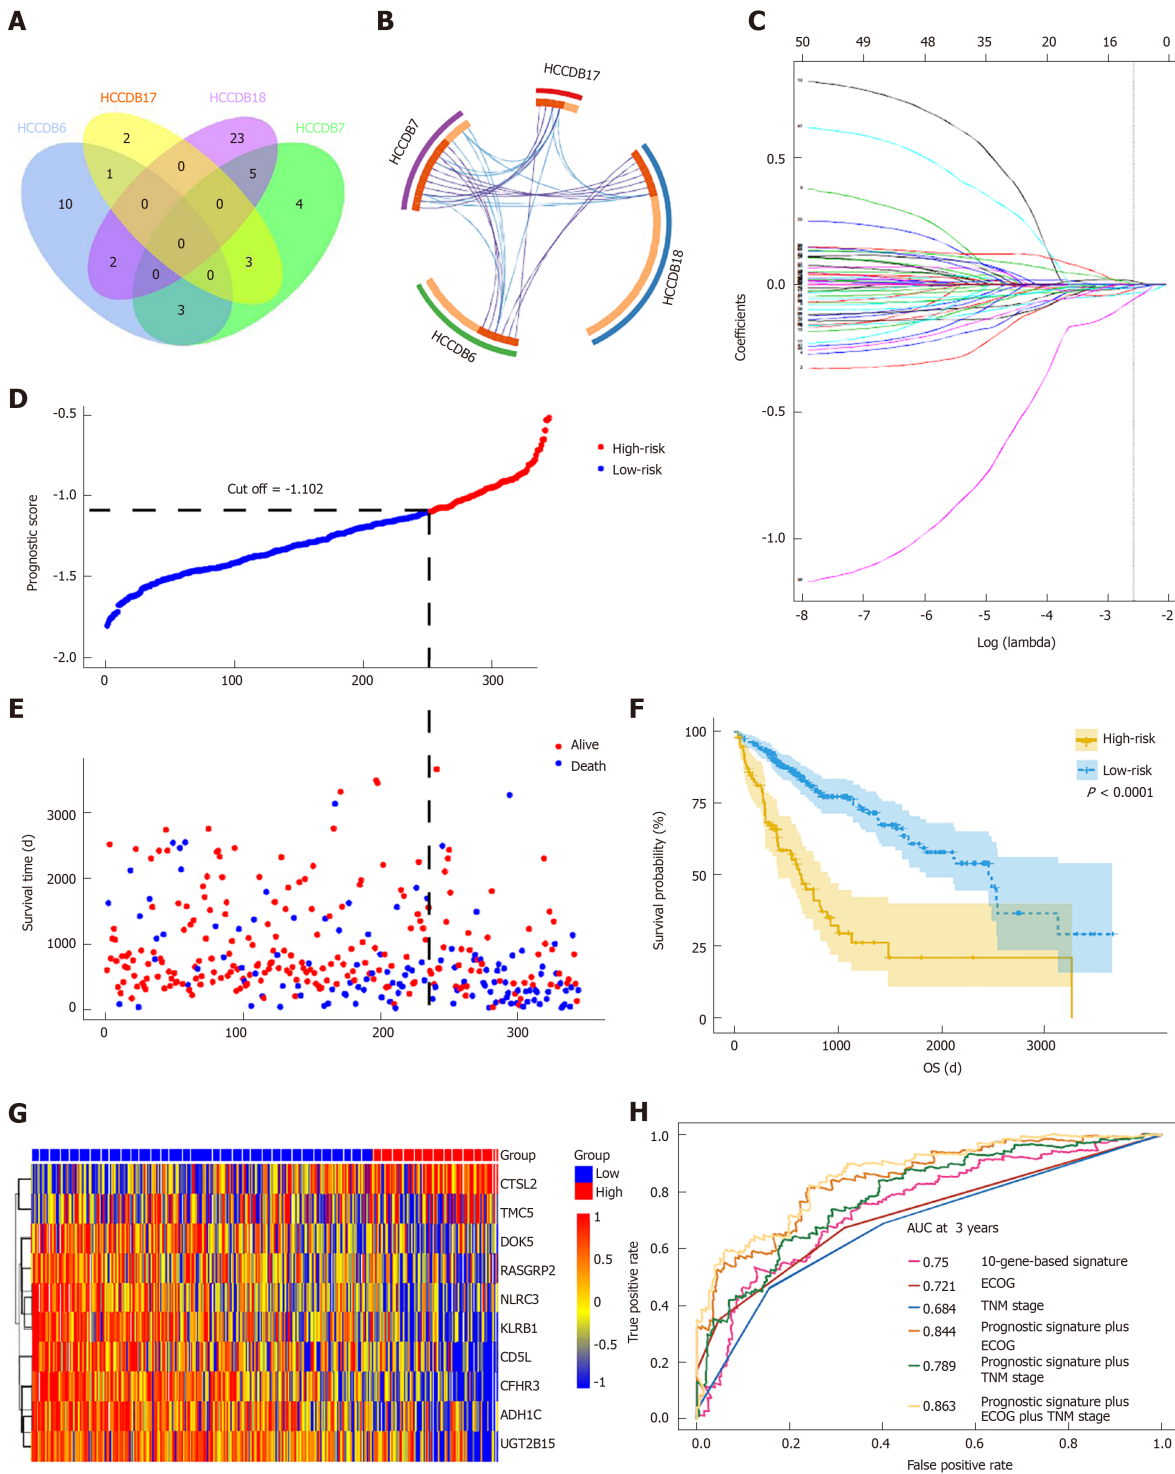 A
HCCDB17
HCCDB18
HCCDB6
HCCDB7
2
23
0
1
5
10
0
0
4
0
2
0
0
3
3
B
HCCDB17
HCCDB7
HCCDB18
HCCDB6
C
50 49 48 35 20 16 0
0.5
0.0
-0.5
-1.0
Coefficients
-8 -7 -6 -5 -4 -3 -2
Log (lambda)
D
-0.5
-1.0
-1.5
-2.0
Prognostic score
Cut off = -1.102
High-risk
Low-risk
0 100 200 300
E
Alive
Death
3000
2000
1000
0
Survival time (d)
0 100 200 300
F
100
75
50
25
0
Survival probability (%)
High-risk
Low-risk
P < 0.0001
0 1000 2000 3000
OS (d)
G
Group
CTSL2
TMC5
DOK5
RASGRP2
NLRC3
KLRB1
CD5L
CFHR3
ADH1C
UGT2B15
Group
Low
High
1
0.5
0
-0.5
-1
H
1.0
0.8
0.6
0.4
0.2
0.0
True positive rate
AUC at 3 years
0.75 10-gene-based signature
0.721 ECOG
0.684 TNM stage
0.844 Prognostic signature plus
ECOG
0.789 Prognostic signature plus
TNM stage
0.863 Prognostic signature plus
ECOG plus TNM stage
0.0 0.2 0.4 0.6 0.8 1.0
False positive rate